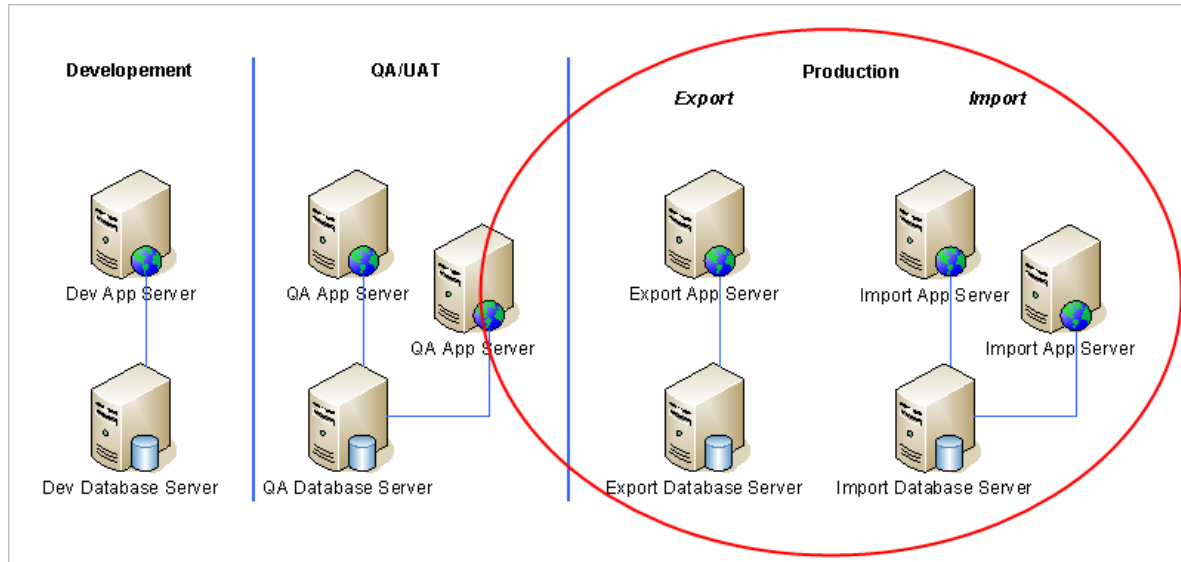 Developement
QA/UAT
Production
Export
Import
Dev App Server
QA App Server
QA App Server
Export App Server
Import App Server
Import App Server
Dev Database Server
QA Database Server
Export Database Server
Import Database Server